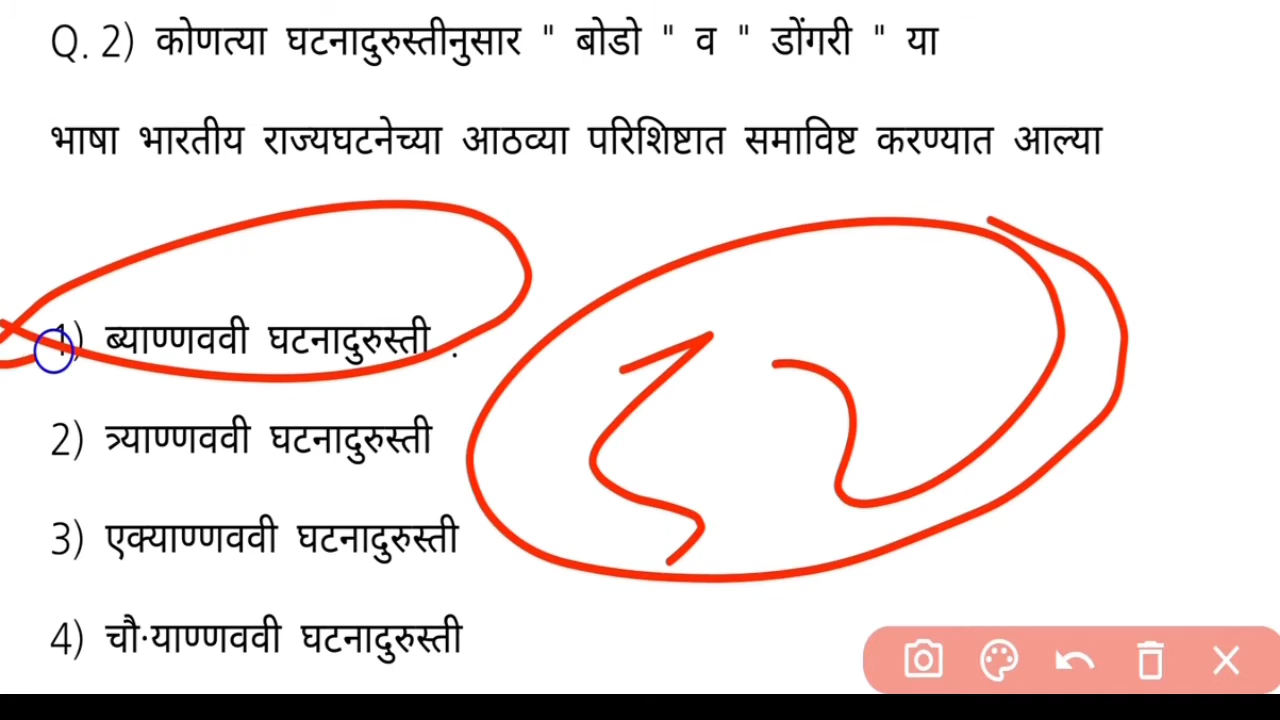 Q. 2) कोणत्या घटनादुरुस्तीनुसार " बोडो " व " डोंगरी " या
भाषा भारतीय राज्यघटनेच्या आठव्या परिशिष्टात समाविष्ट करण्यात आल्या
1) ब्याण्णववी घटनादुरुस्ती .
2) त्र्याण्णववी घटनादुरुस्ती
3) एक्याण्णववी घटनादुरुस्ती
4) चौ·याण्णववी घटनादुरुस्ती